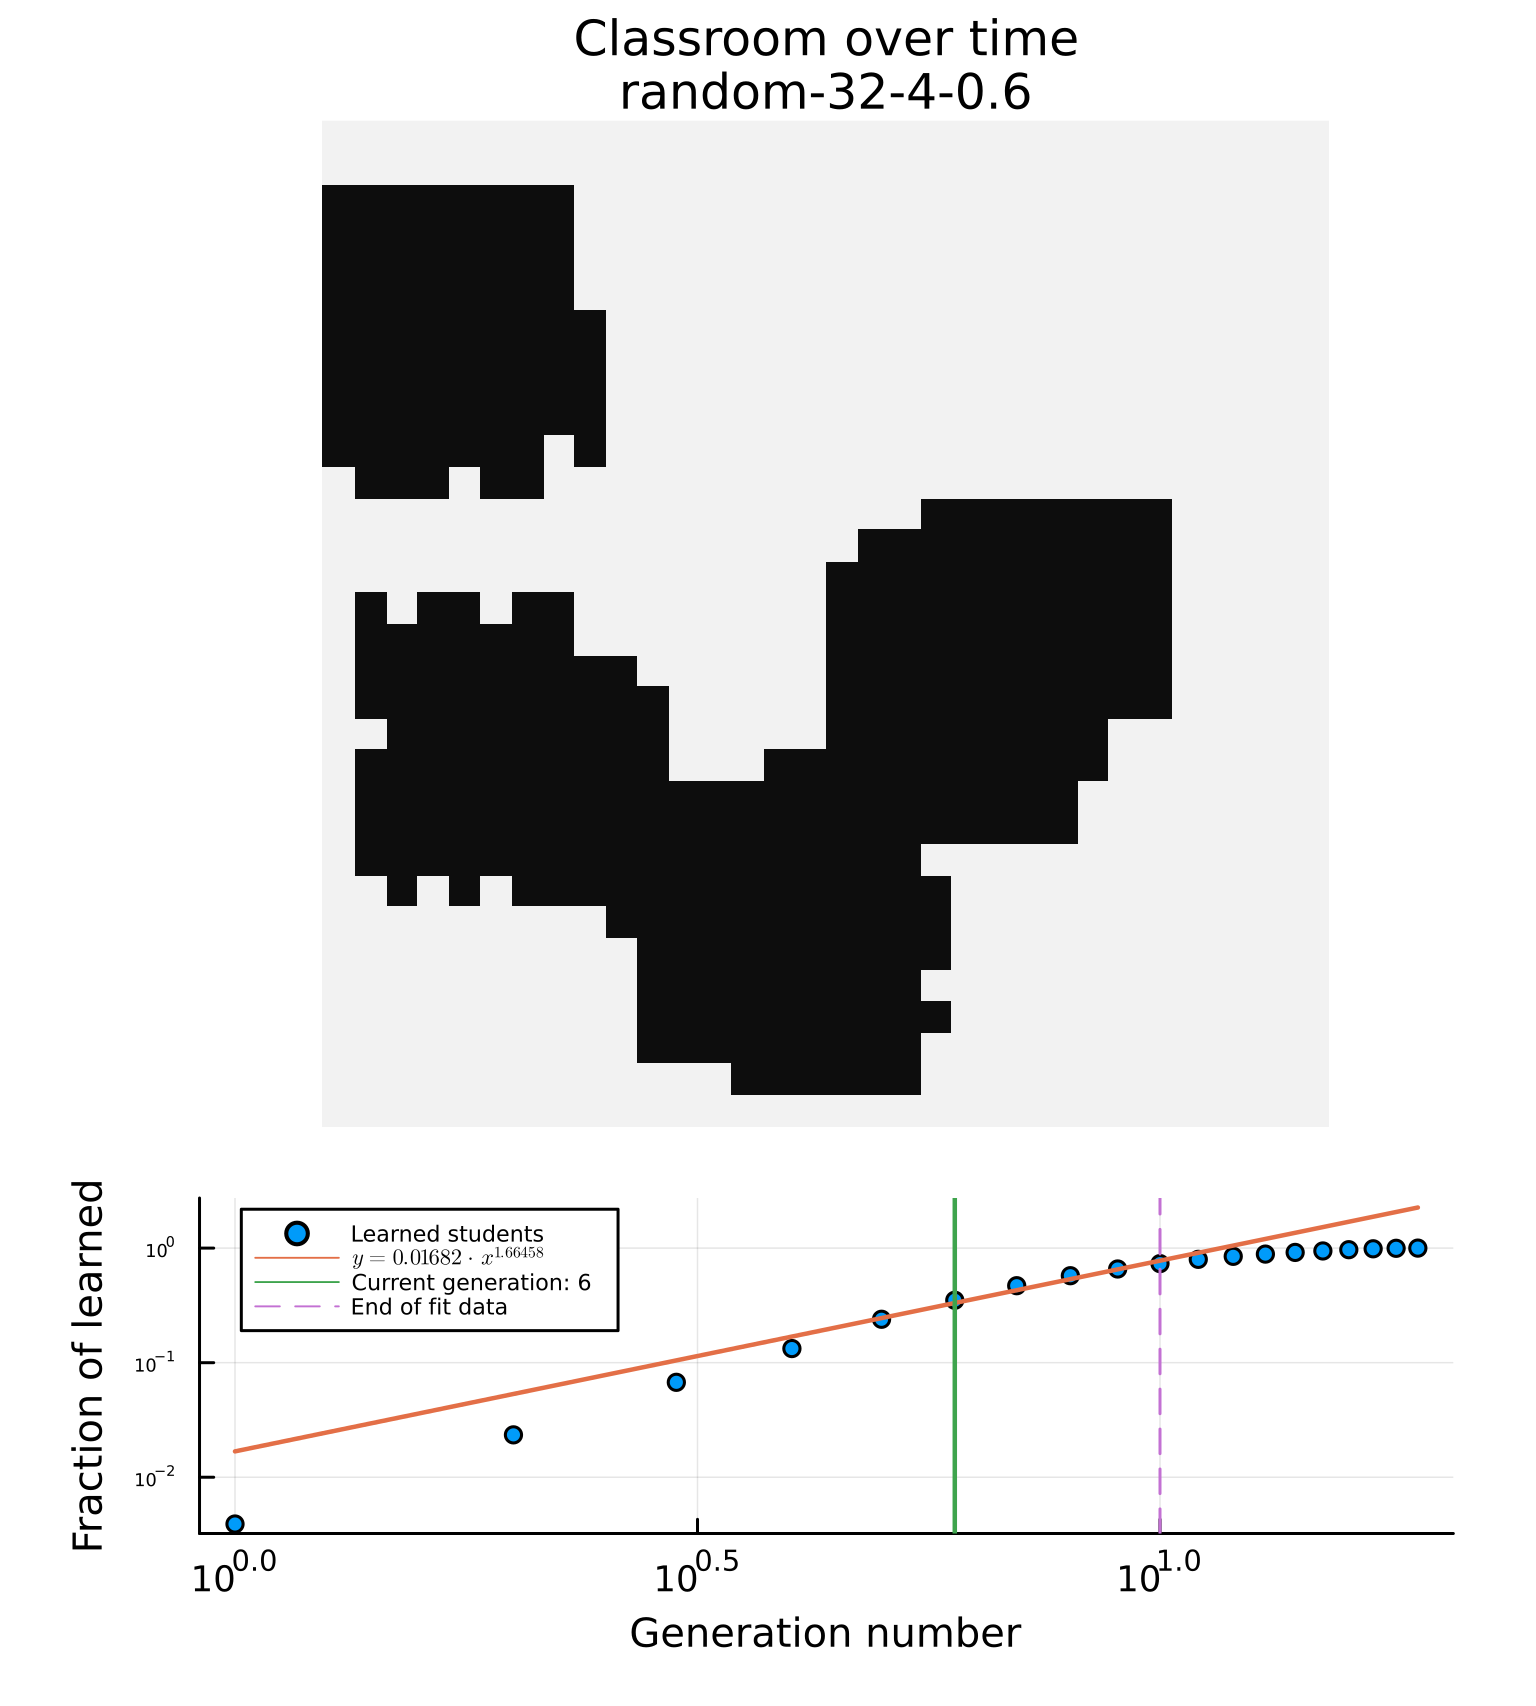 Classroom over time
random-32-4-0.6
Fraction of learned
10⁰
10⁻¹
10⁻²
Learned students
y = 0.01682 · x^1.66458
Current generation: 6
End of fit data
10^0.0 10^0.5 10^1.0
Generation number